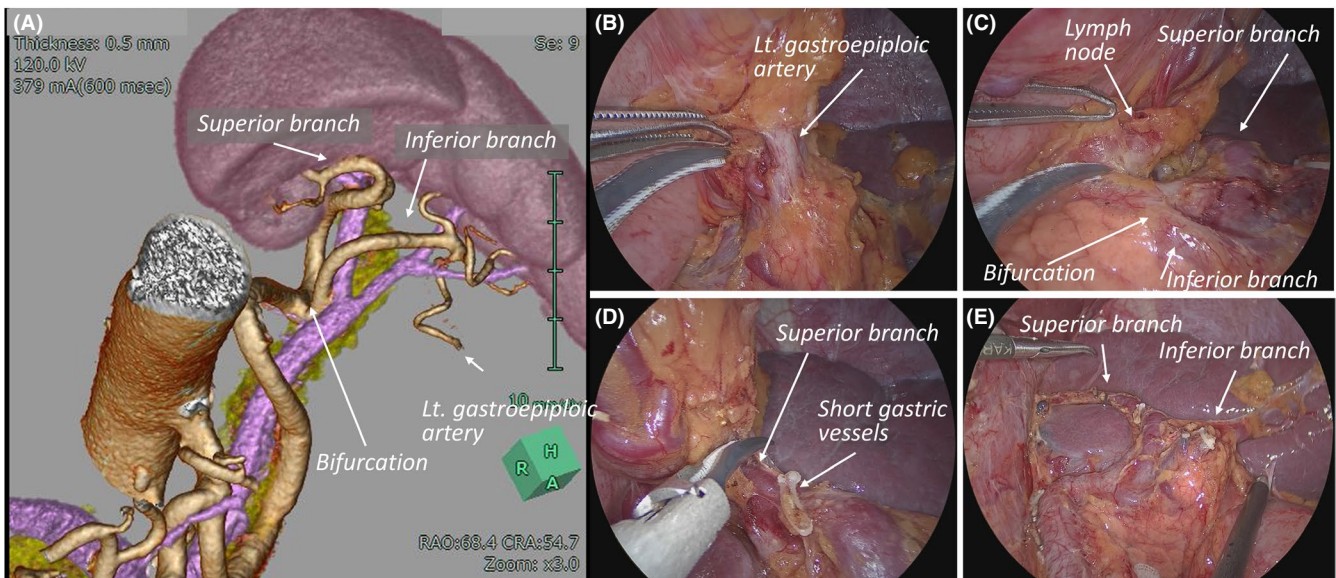 (A)
Thickness: 0.5 mm
120.0 kV
379 mA(600 msec)
Se: 9
Superior branch
Inferior branch
10
Lt. gastroepiploic
artery
Bifurcation
R
H
A
RAO:68.4 CRA:54.7
Zoom: x3.0
(B)
Lt. gastroepiploic
artery
(C)
Lymph
node
Superior branch
Bifurcation
Inferior branch
(D)
Superior branch
Short gastric
vessels
(E)
Superior branch
Inferior branch
KAR